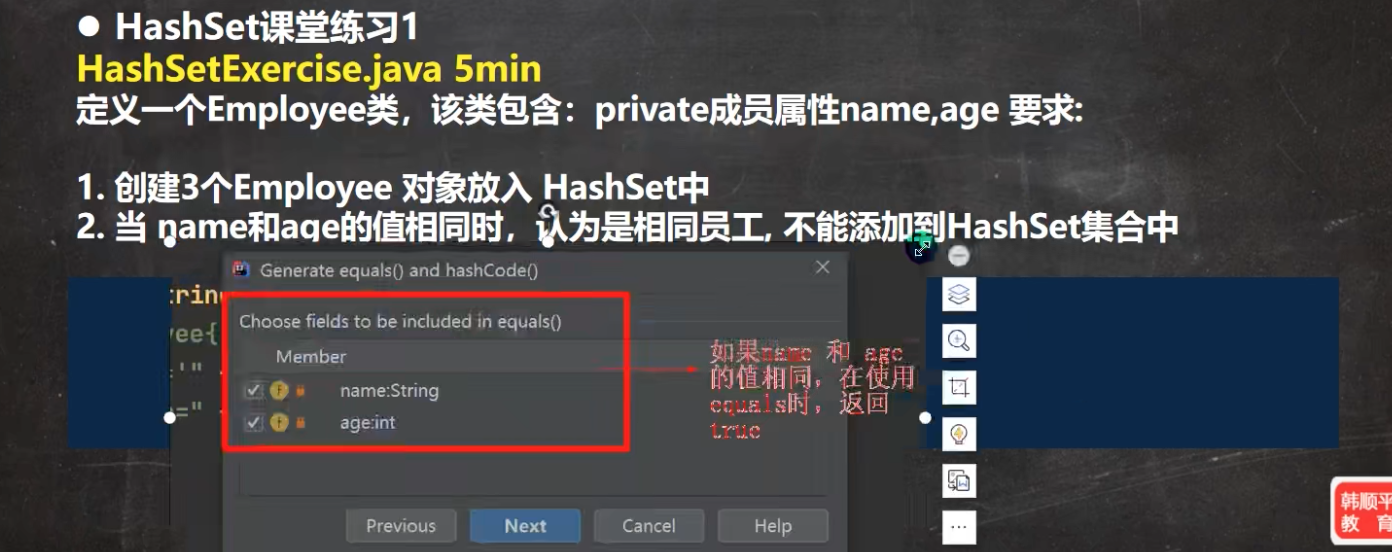 ● HashSet课堂练习1
HashSetExercise.java 5min
定义一个Employee类，该类包含：private成员属性name,age 要求:
1. 创建3个Employee 对象放入 HashSet中
2. 当 name和age的值相同时，认为是相同员工, 不能添加到HashSet集合中
Generate equals() and hashCode()
Choose fields to be included in equals()
Member
name:String
age:int
如果name 和 age
的值相同，在使用
equals时，返回
true
Previous
Next
Cancel
Help
韩顺平
教 育